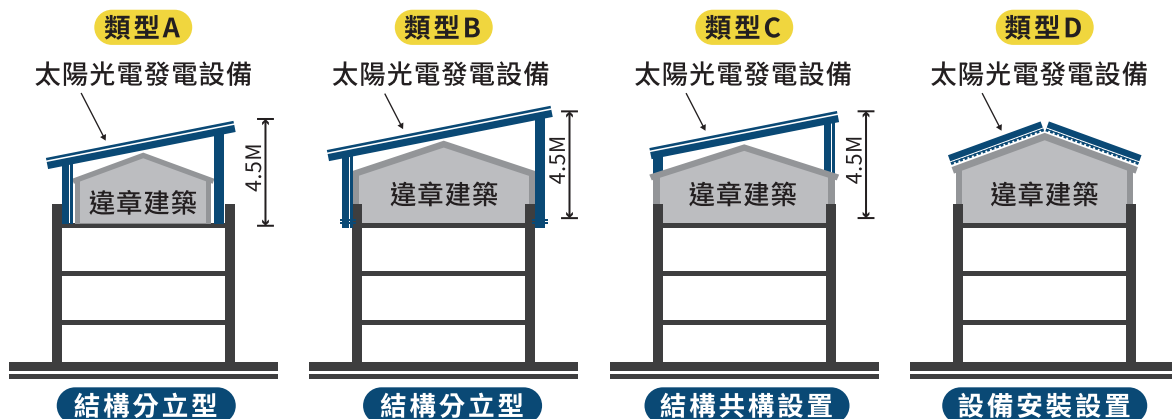 類型A
太陽光電發電設備
4.5M
違章建築
結構分立型
類型B
太陽光電發電設備
4.5M
違章建築
結構分立型
類型C
太陽光電發電設備
4.5M
違章建築
結構共構設置
類型D
太陽光電發電設備
違章建築
設備安裝設置